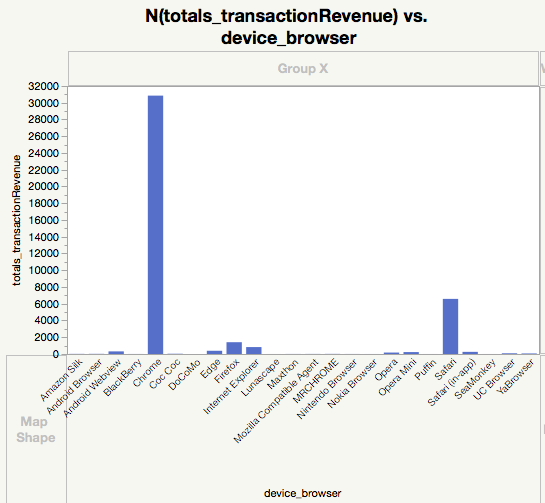 N(totals_transactionRevenue) vs.
device_browser
Group X
32000
30000
28000
26000
24000
22000
20000
18000
16000
14000
12000
10000
8000
6000
4000
2000
0
totals_transactionRevenue
Amazon Silk
Android Browser
Android Webview
BlackBerry
Chrome
Coc Coc
DoCoMo
Edge
Firefox
Internet Explorer
Lunascape
Maxthon
Mozilla Compatible Agent
MRCHROME
Nintendo Browser
Nokia Browser
Opera
Opera Mini
Puffin
Safari
Safari (in-app)
SeaMonkey
UC Browser
YaBrowser
Map
Shape
device_browser